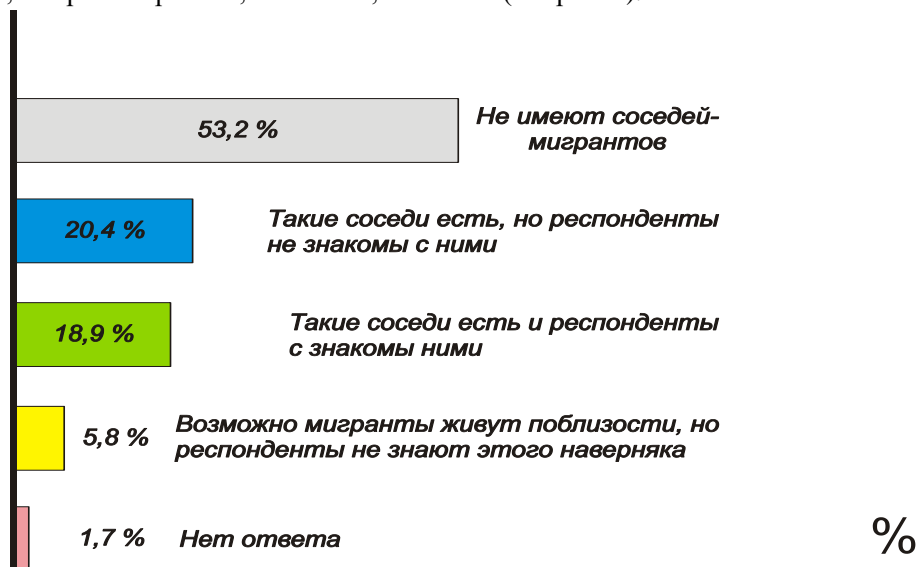 53,2 %
Не имеют соседей-
мигрантов
20,4 %
Такие соседи есть, но респонденты
не знакомы с ними
18,9 %
Такие соседи есть и респонденты
с знакомы ними
5,8 %
Возможно мигранты живут поблизости, но
респонденты не знают этого наверняка
1,7 %
Нет ответа
%